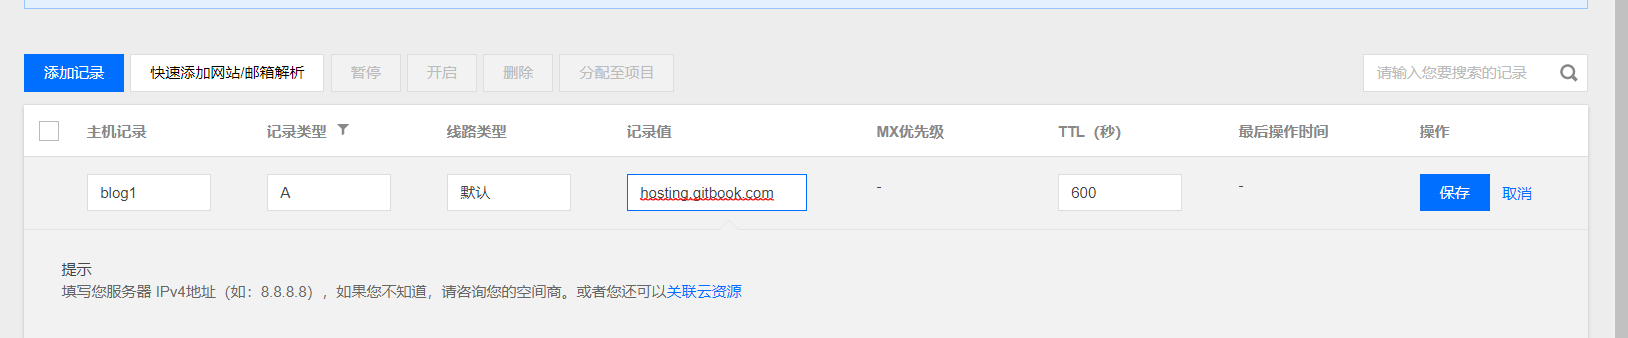 添加记录 快速添加网站/邮箱解析 暂停 开启 删除 分配至项目 请输入您要搜索的记录
主机记录 记录类型 线路类型 记录值 MX优先级 TTL（秒） 最后操作时间 操作
blog1 A 默认 hosting.gitbook.com - 600 - 保存 取消
提示
填写您服务器 IPv4地址（如：8.8.8.8），如果您不知道，请咨询您的空间商。或者您还可以关联云资源